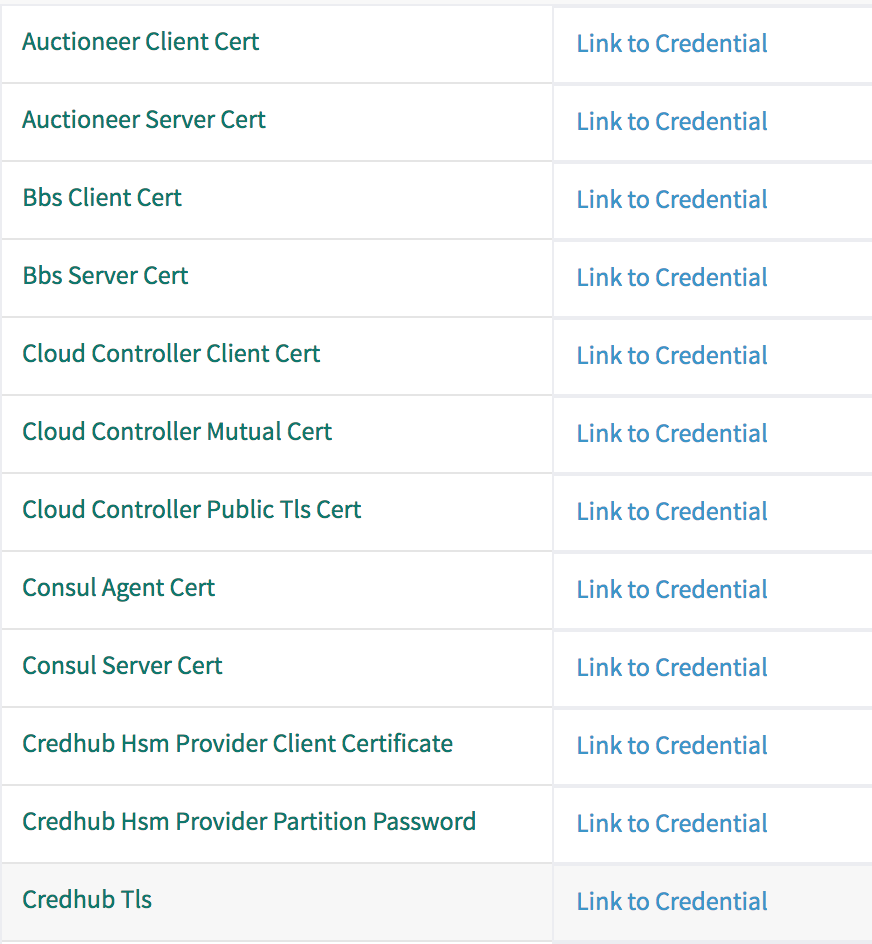 Auctioneer Client Cert Link to Credential
Auctioneer Server Cert Link to Credential
Bbs Client Cert Link to Credential
Bbs Server Cert Link to Credential
Cloud Controller Client Cert Link to Credential
Cloud Controller Mutual Cert Link to Credential
Cloud Controller Public Tls Cert Link to Credential
Consul Agent Cert Link to Credential
Consul Server Cert Link to Credential
Credhub Hsm Provider Client Certificate Link to Credential
Credhub Hsm Provider Partition Password Link to Credential
Credhub Tls Link to Credential